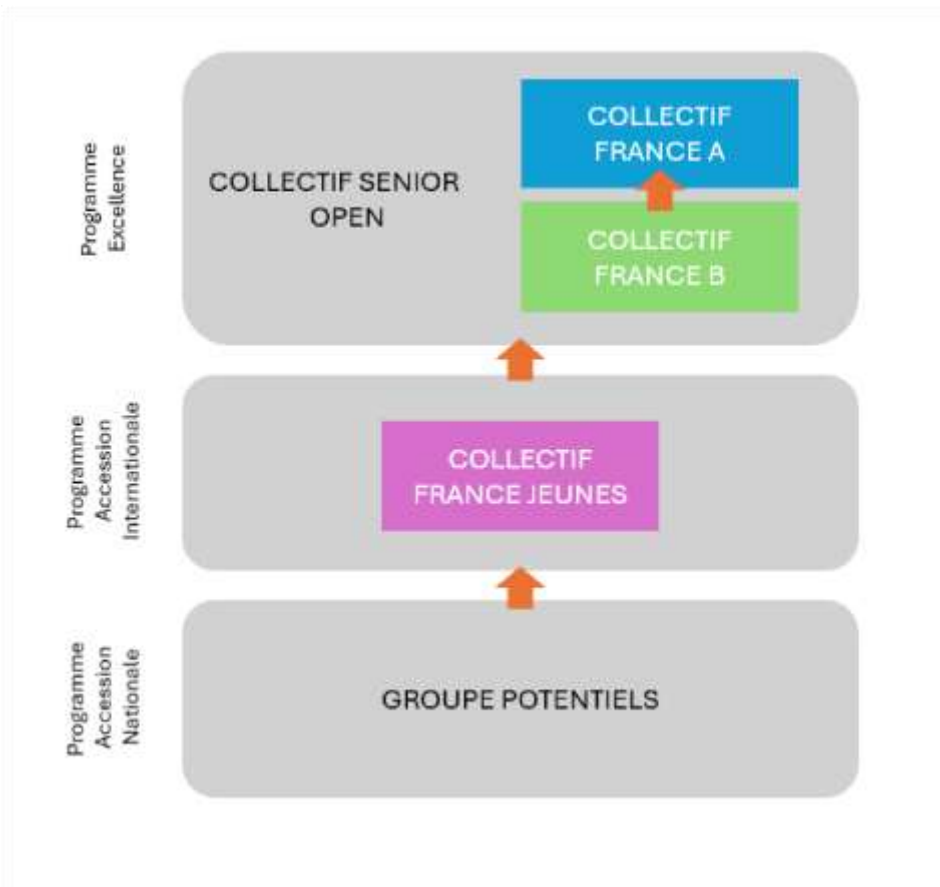 Programme
Excellence
COLLECTIF SENIOR
OPEN
COLLECTIF
FRANCE A
COLLECTIF
FRANCE B
Programme
Accession
Internationale
COLLECTIF
FRANCE JEUNES
Programme
Accession
Nationale
GROUPE POTENTIELS